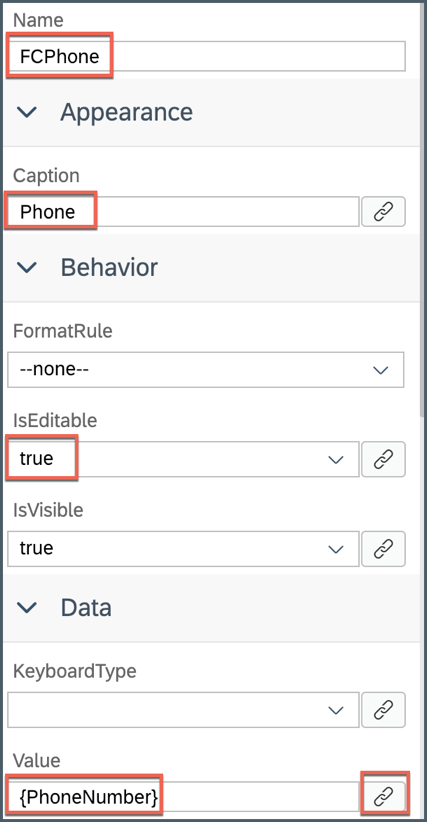 Name
FCPhone
Appearance
Caption
Phone
Behavior
FormatRule
--none--
IsEditable
true
IsVisible
true
Data
KeyboardType
Value
{PhoneNumber}